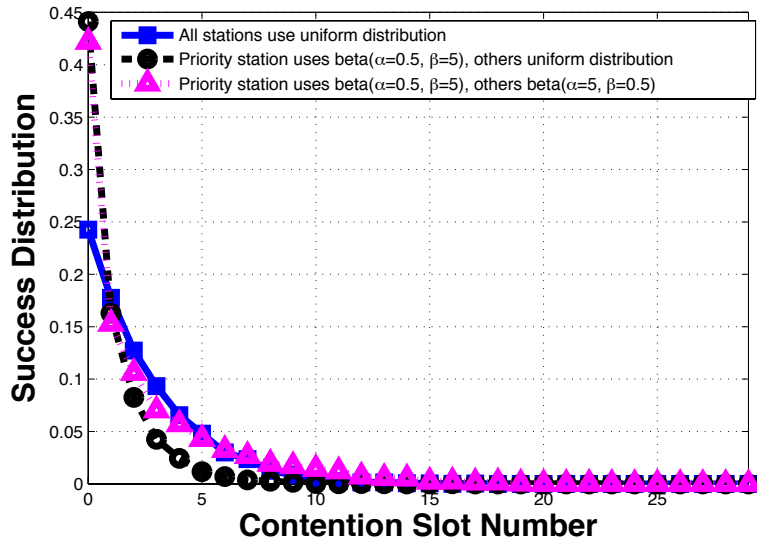 0.45
0.4
0.35
0.3
0.25
0.2
0.15
0.1
0.05
0
Success Distribution
All stations use uniform distribution
Priority station uses beta(α=0.5, β=5), others uniform distribution
Priority station uses beta(α=0.5, β=5), others beta(α=5, β=0.5)
0 5 10 15 20 25
Contention Slot Number